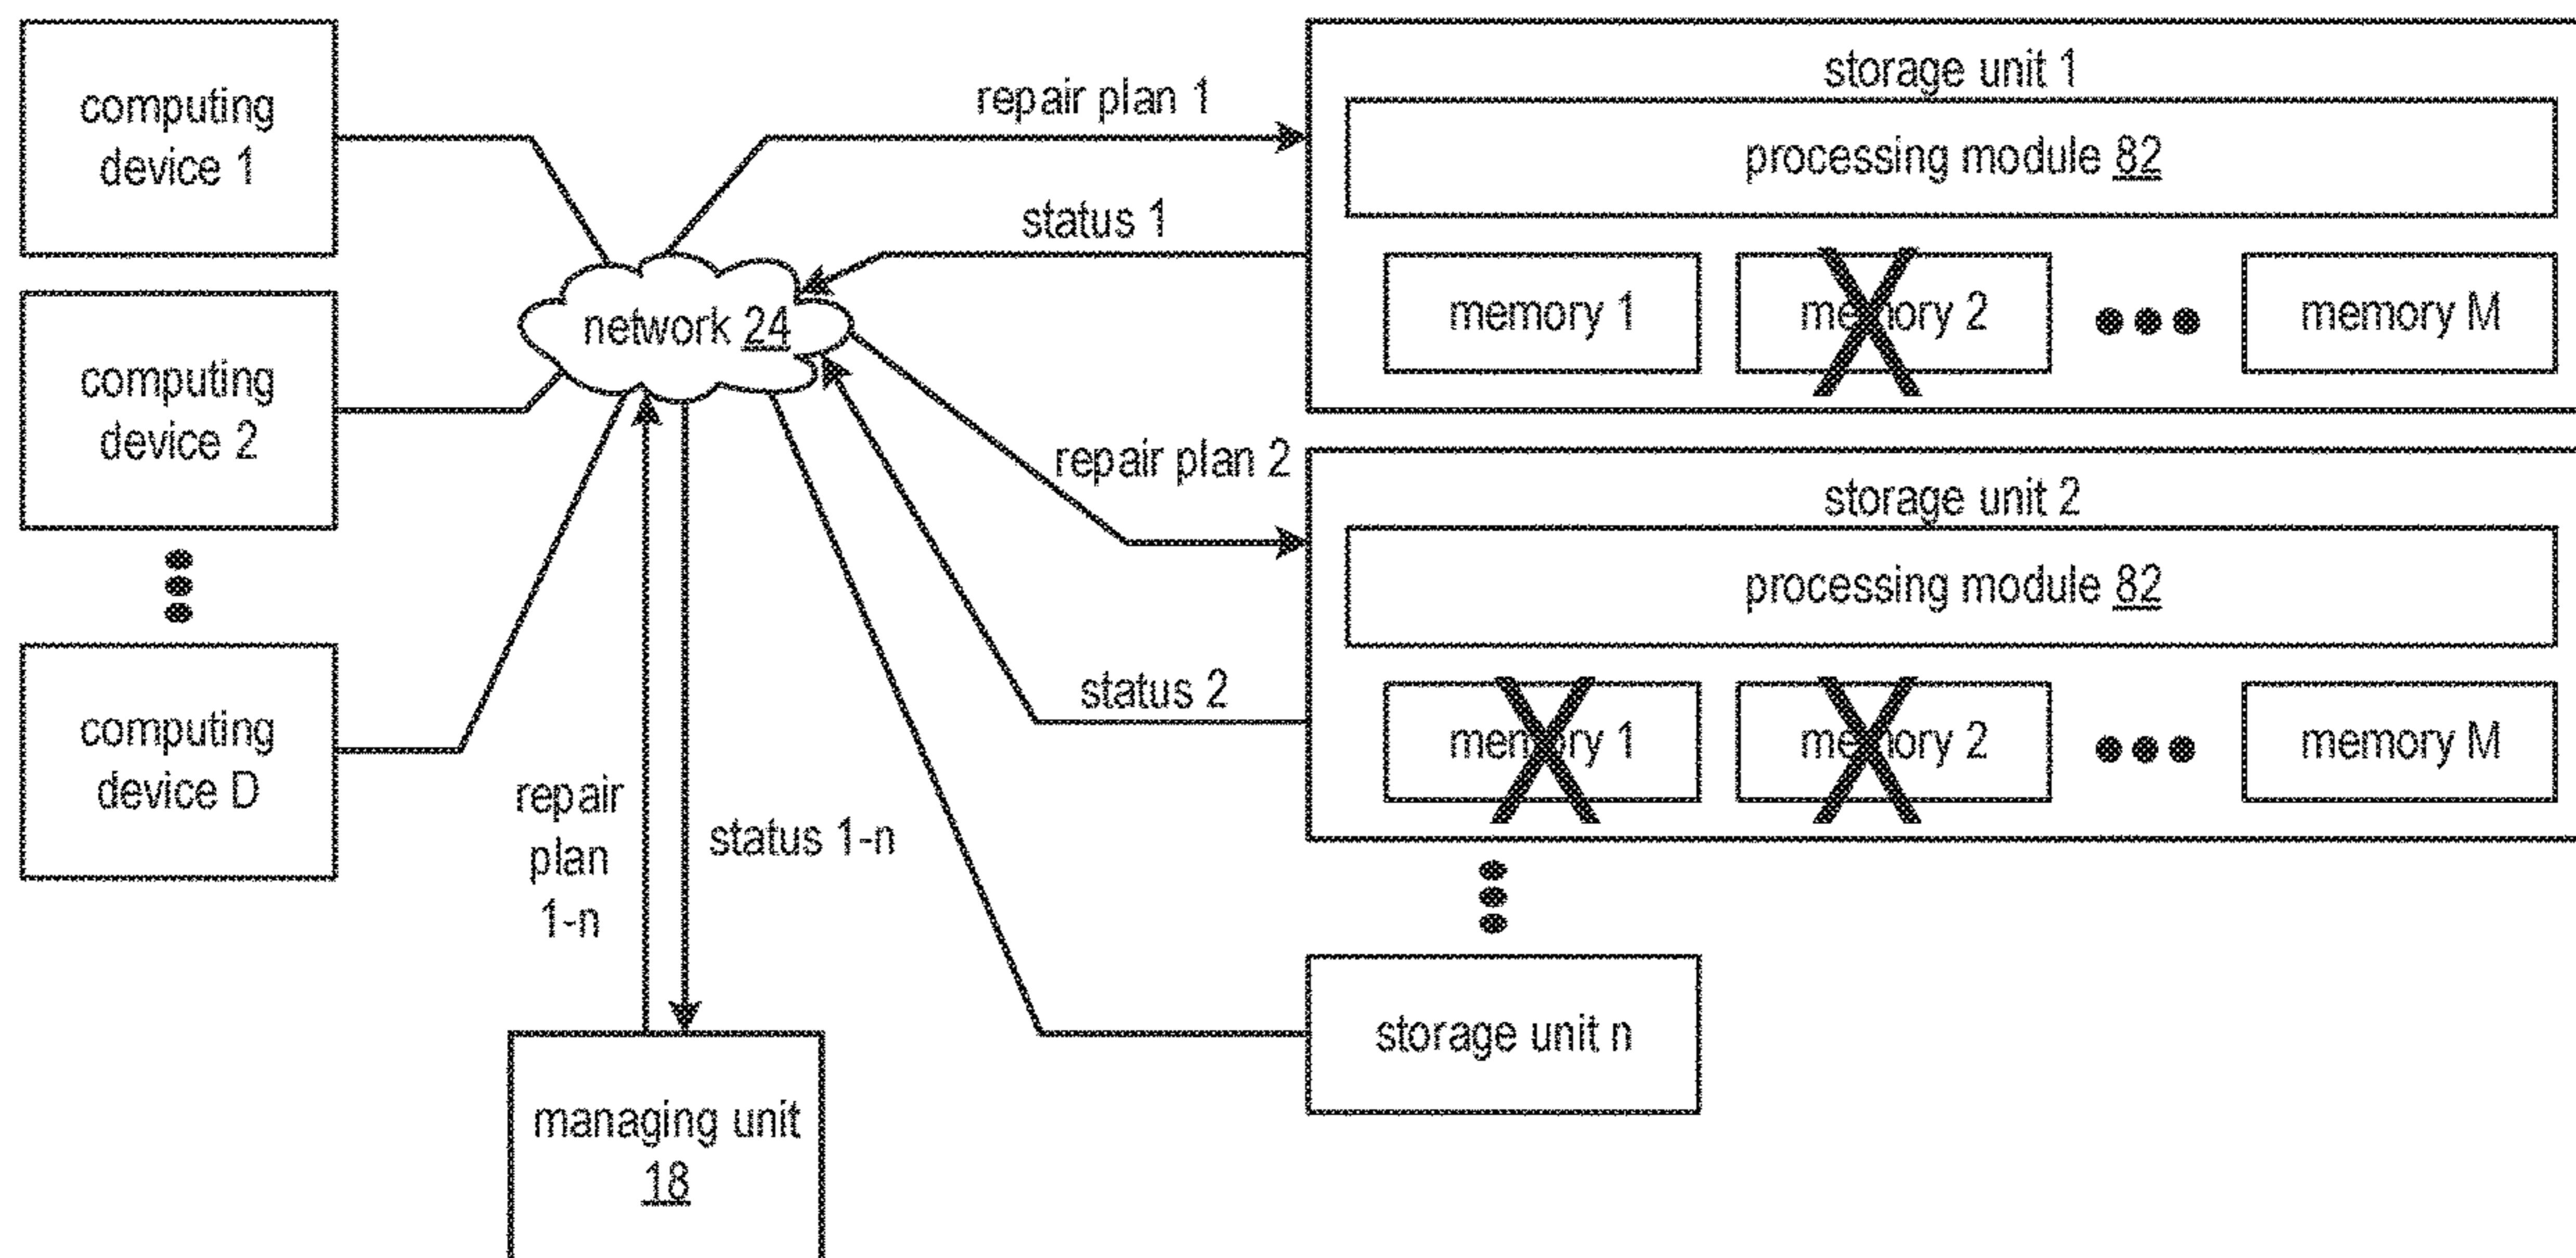 computing
device 1
computing
device 2
computing
device D
network 24
repair plan 1
status 1
repair plan 2
status 2
repair
plan
1-n
status 1-n
managing unit
18
storage unit 1
processing module 82
memory 1
memory 2
memory M
storage unit 2
processing module 82
memory 1
memory 2
memory M
storage unit n